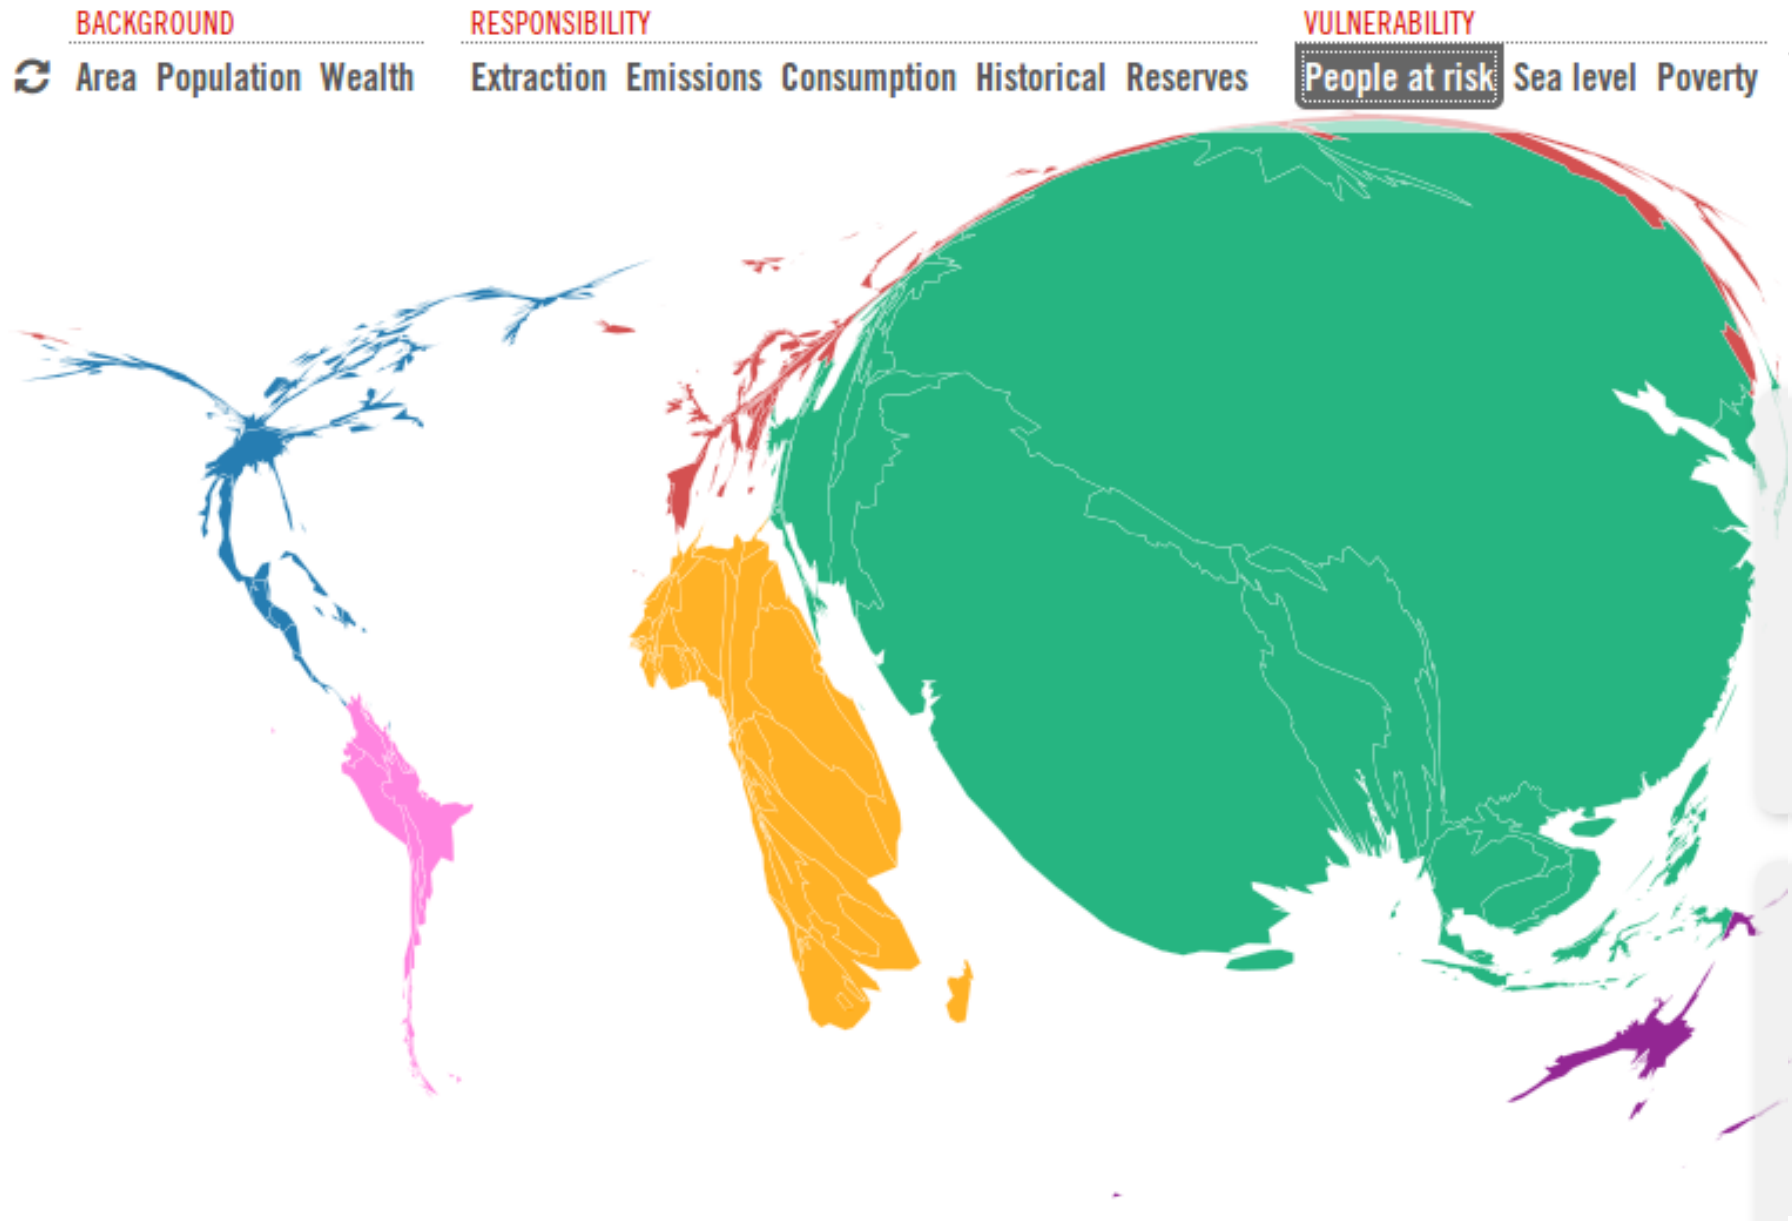 BACKGROUND RESPONSIBILITY VULNERABILITY
Area Population Wealth Extraction Emissions Consumption Historical Reserves People at risk Sea level Poverty